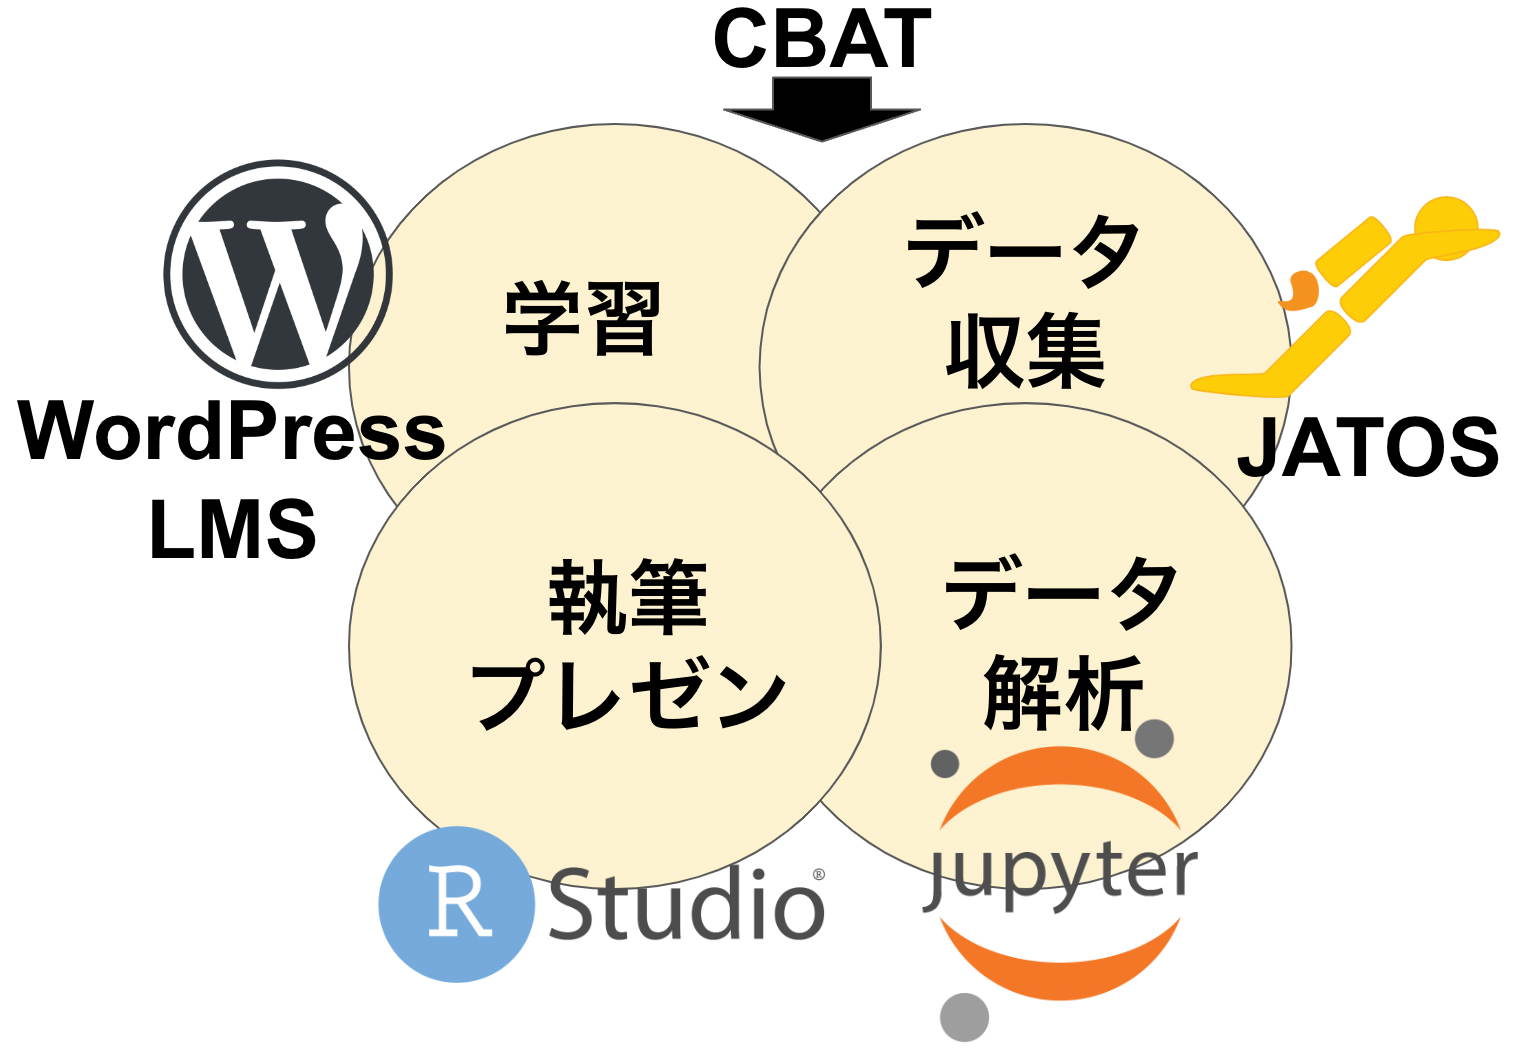 CBAT
学習
データ
収集
WordPress
LMS
JATOS
執筆
プレゼン
データ
解析
R Studio®
jupyter